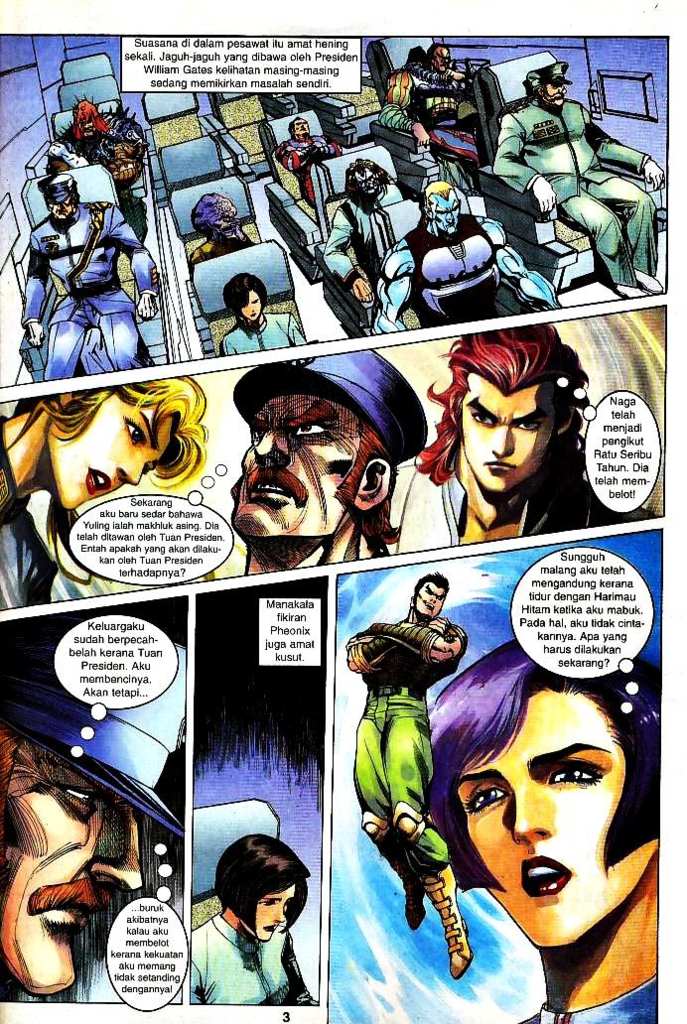 Suasana di dalam pesawat itu amat hening
sekali. Jaguh-jaguh yang dibawa oleh Presiden
William Gates kelihatan masing-masing
sedang memikirkan masalah sendiri.
Sekarang
aku baru sedar bahawa
Yuling ialah makhluk asing. Dia
telah ditawan oleh Tuan Presiden.
Entah apakah yang akan dilaku-
kan oleh Tuan Presiden
terhadapnya?
Naga
telah
menjadi
pengikut
Ratu Seribu
Tahun. Dia
telah mem-
belot!
Keluargaku
sudah berpecah-
belah kerana Tuan
Presiden. Aku
membencinya.
Akan tetapi...
...buruk
akibatnya
kalau aku
membelot
kerana kekuatan
aku memang
tidak setanding
dengannya!
Manakala
fikiran
Pheonix
juga amat
kusut.
Sungguh
malang aku telah
mengandung kerana
tidur dengan Harimau
Hitam ketika aku mabuk.
Pada hal, aku tidak cinta-
kannya. Apa yang
harus dilakukan
sekarang?
3